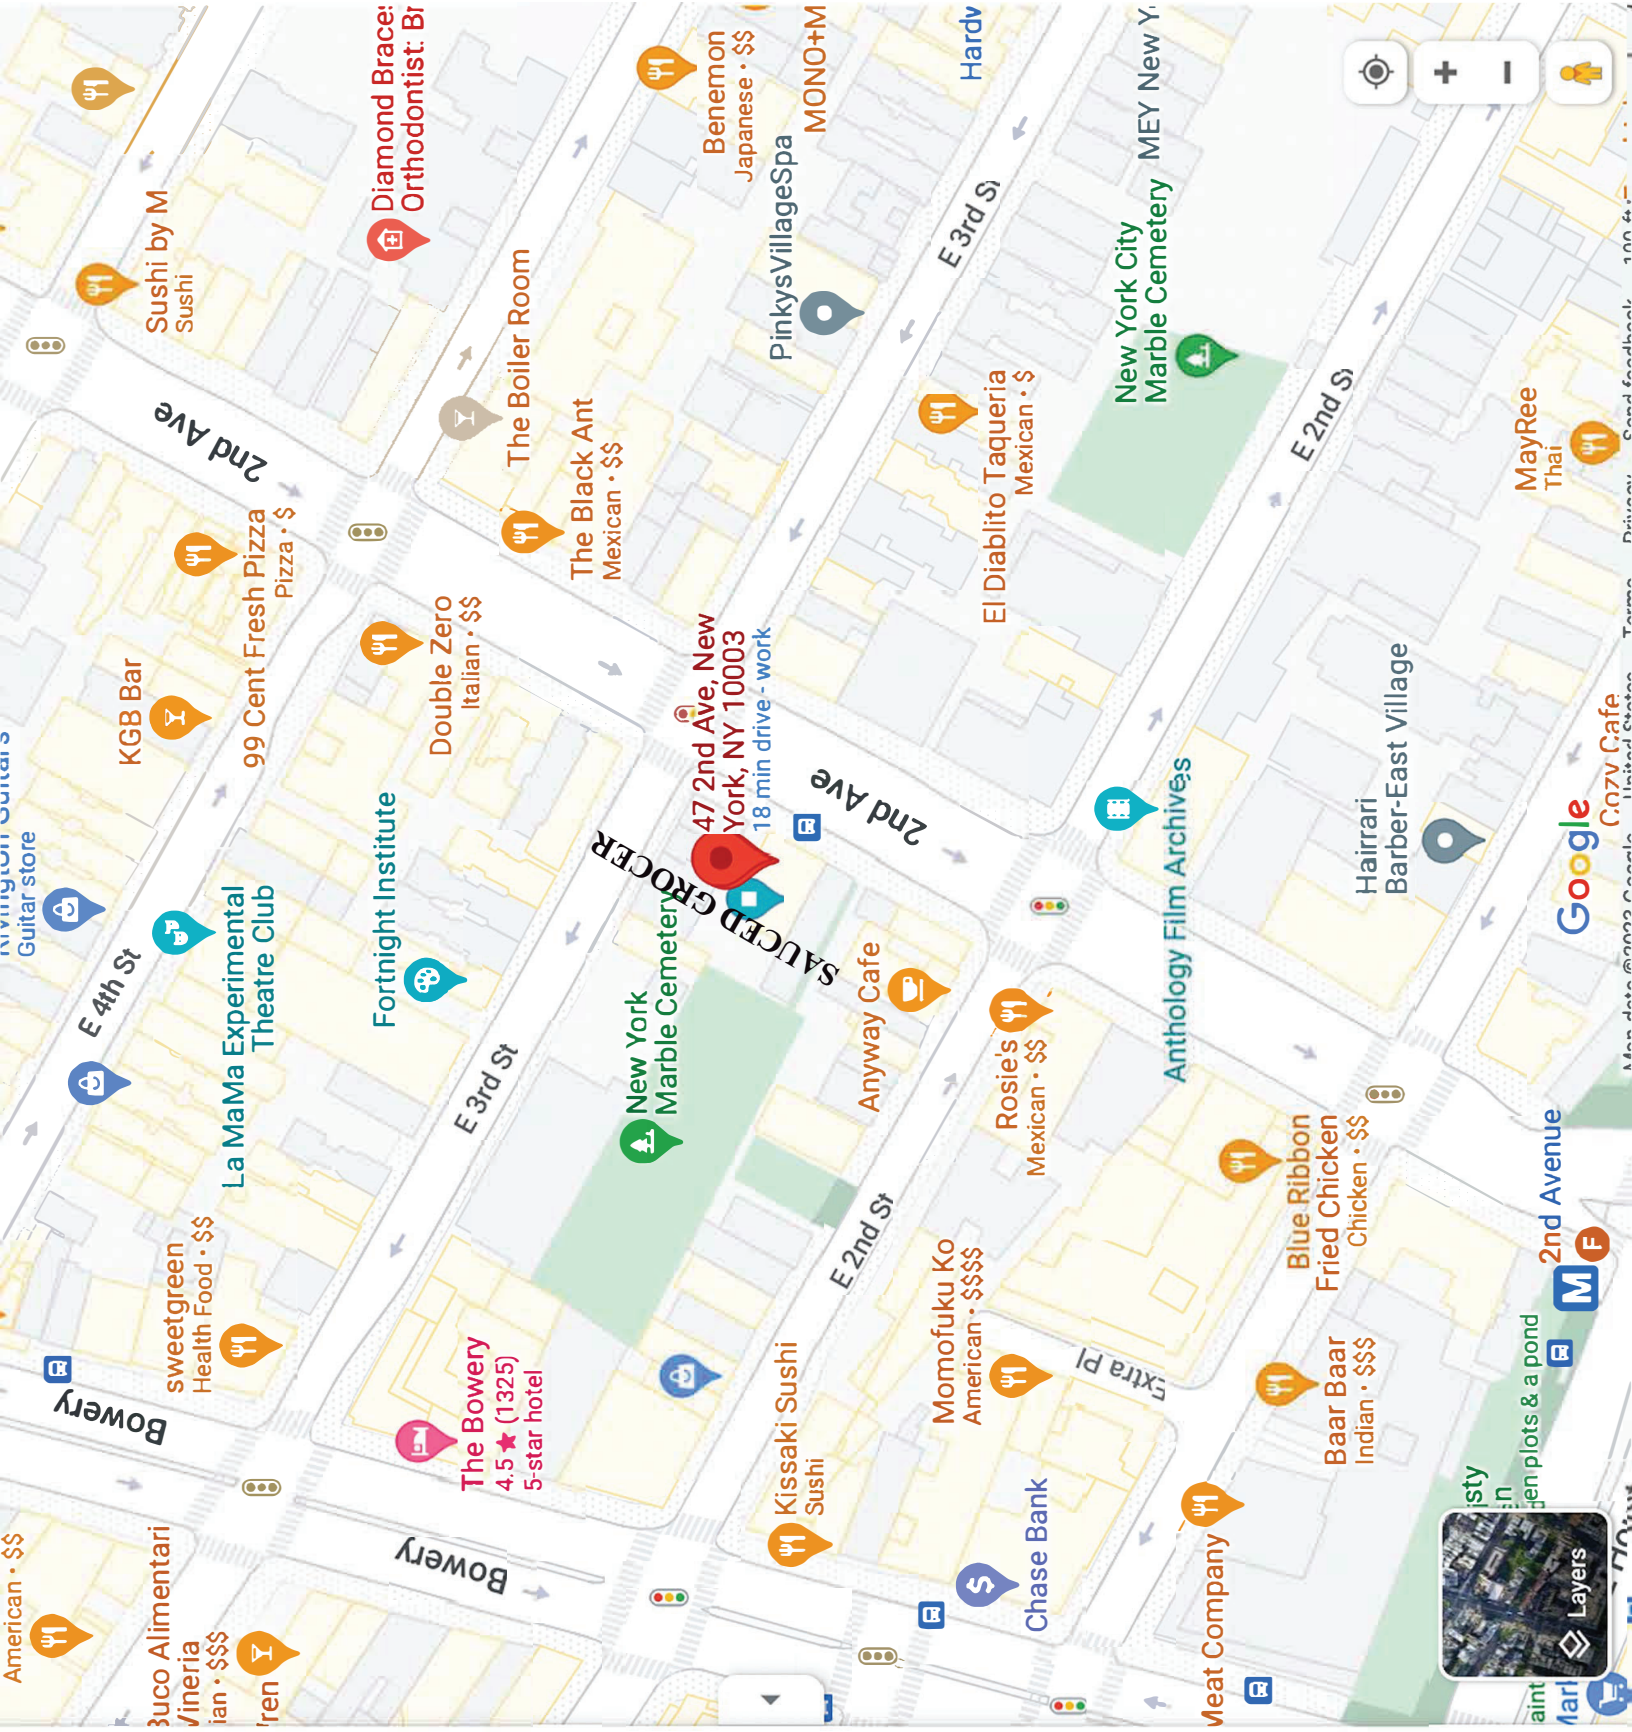 American • $$
Buco Alimentari
Vineria
ian • $$$
Bowery
sweetgreen
Health Food • $$
E 4th St
La MaMa Experimental
Theatre Club
Guitar store
KGB Bar
99 Cent Fresh Pizza
Pizza • $
2nd Ave
Sushi by M
Sushi
Diamond Braces
Orthodontist: Br
The Bowery
4.5 ★ (1325)
5-star hotel
Bowery
E 3rd St
Fortnight Institute
Double Zero
Italian • $$
The Boiler Room
The Black Ant
Mexican • $$
Benemon
Japanese • $$
MONO+M
New York
Marble Cemetery
SAUCED GROCER
47 2nd Ave, New
York, NY 10003
18 min drive - work
PinkysVillageSpa
Kissaki Sushi
Sushi
E 2nd St
Anyway Cafe
2nd Ave
E 3rd St
Hardw
Momofuku Ko
American • $$$$
Rosie's
Mexican • $$
El Diablito Taqueria
Mexican • $
Chase Bank
Extra Pl
Anthology Film Archives
New York City
Marble Cemetery
MEY New Y
Meat Company
Blue Ribbon
Fried Chicken
Chicken • $$
E 2nd St
Baar Baar
Indian • $$$
Hairrari
Barber-East Village
MayRee
Thai
den plots & a pond
2nd Avenue
M
F
Google
Cozy Cafe
Layers